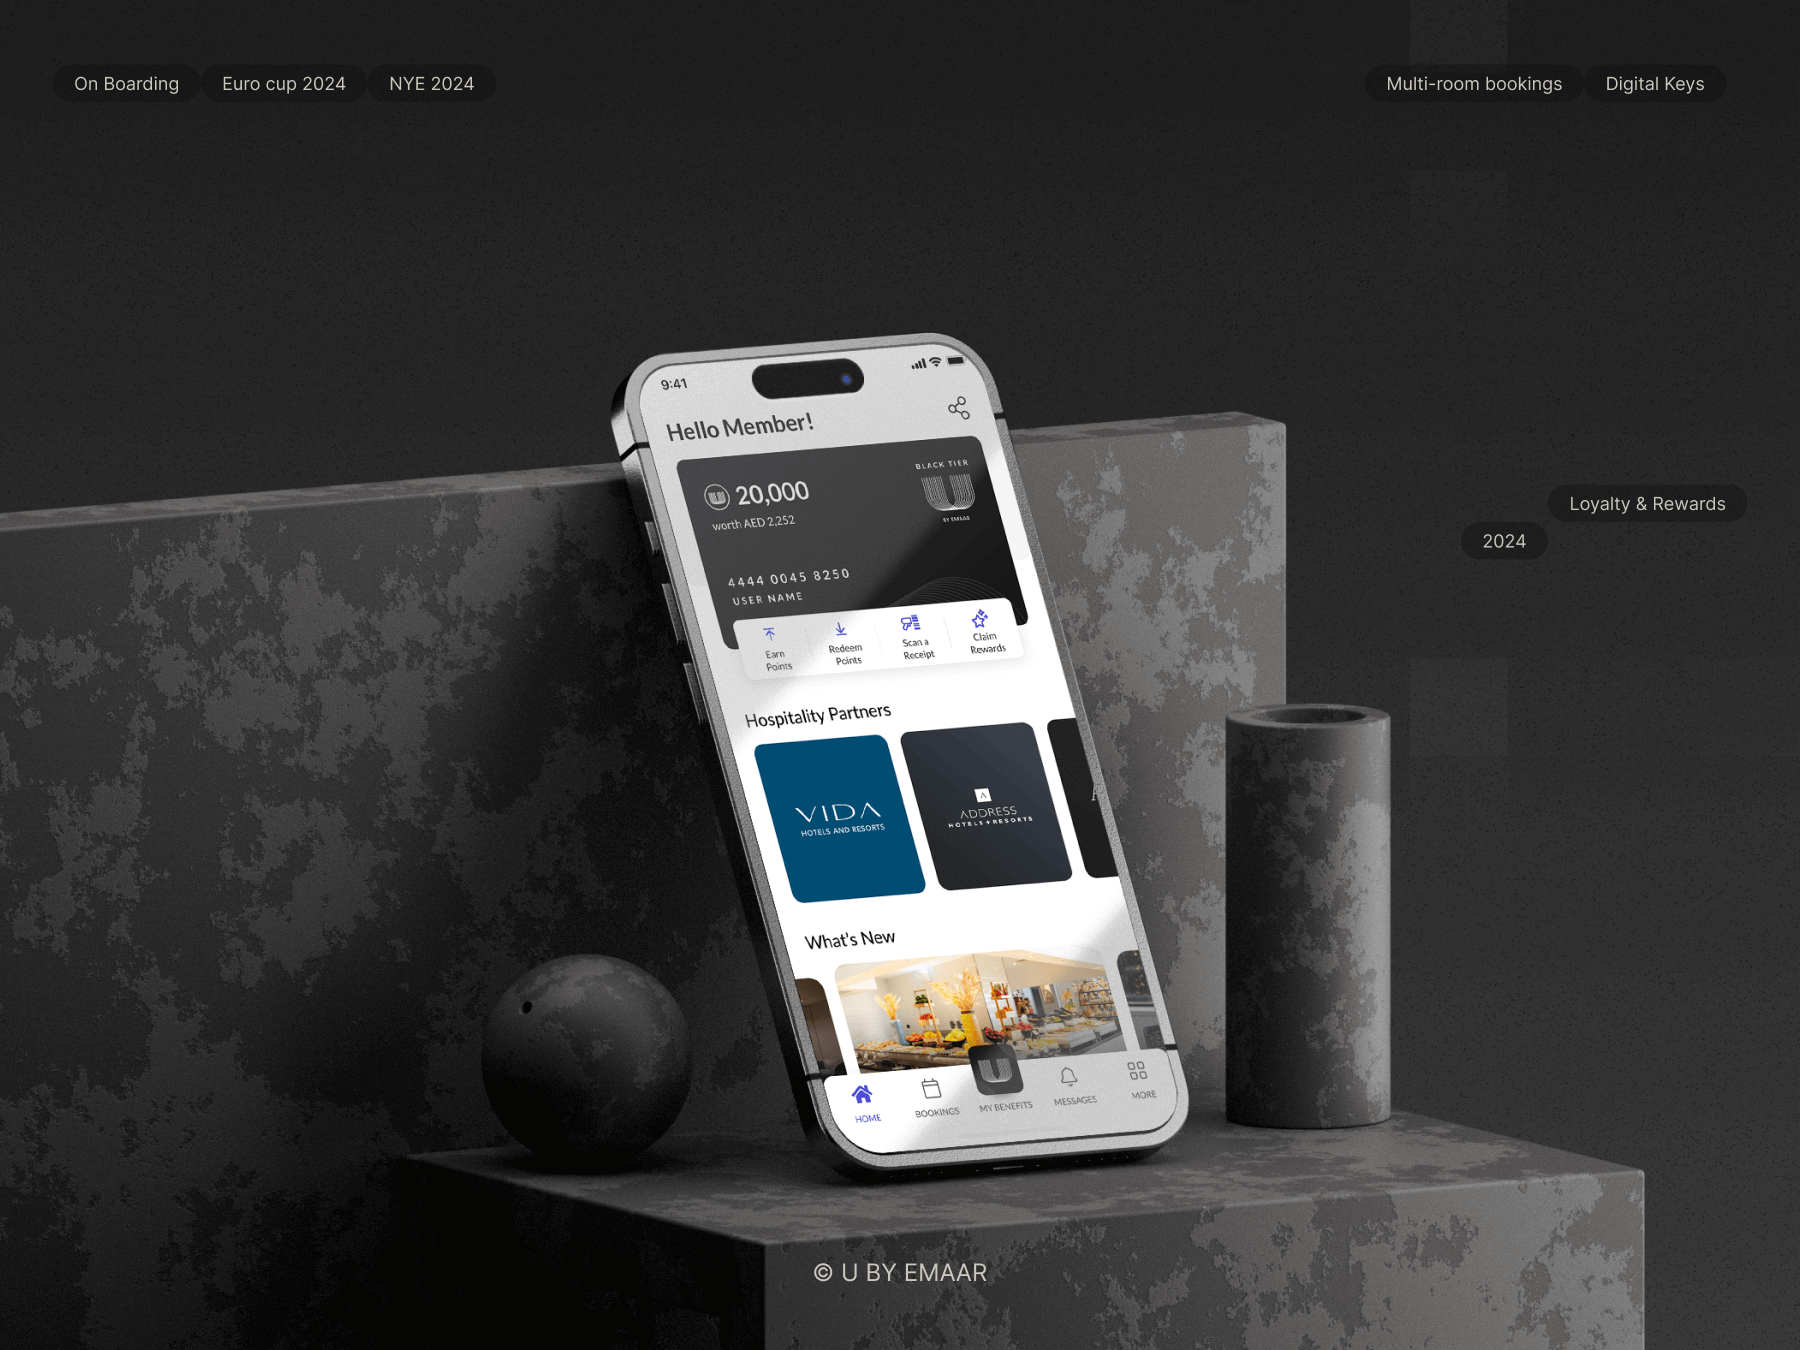 On Boarding
Euro cup 2024
NYE 2024
Multi-room bookings
Digital Keys
9:41
Hello Member!
BLACK TIER
20,000
worth AED 2,252
BY EMAAR
4444 0045 8250
USER NAME
Earn
Points
Redeem
Points
Scan a
Receipt
Claim
Rewards
Loyalty & Rewards
2024
Hospitality Partners
VIDA
HOTELS AND RESORTS
ADDRESS
HOTELS + RESORTS
What's New
HOME
BOOKINGS
MY BENEFITS
MESSAGES
MORE
© U BY EMAAR